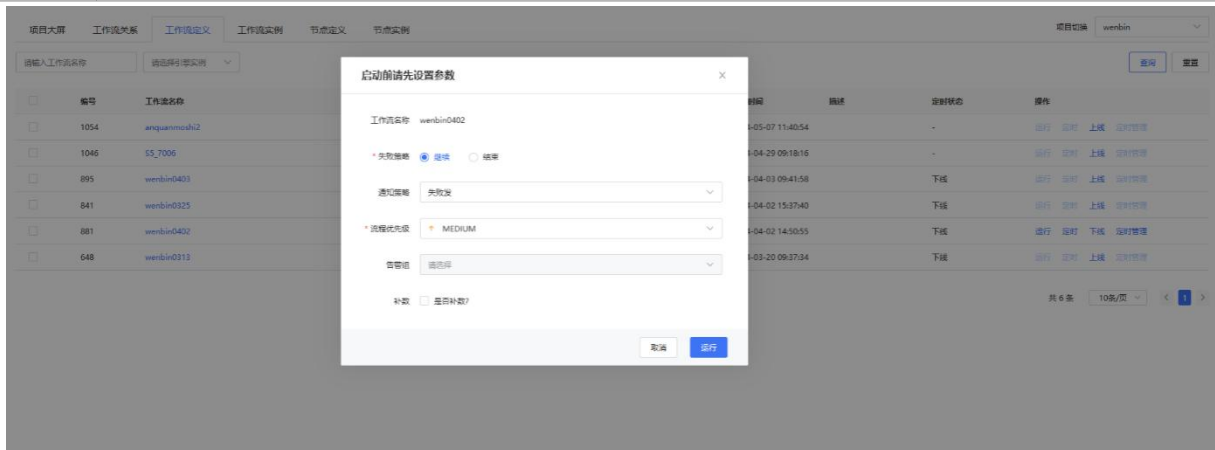 项目大屏 工作流关系 工作流定义 工作流实例 节点定义 节点实例 项目切换 wenbin
请输入工作流名称 请选择引擎实例 查询 重置
启动前请先设置参数
编号 工作流名称 时间 描述 定时状态 操作
工作流名称 wenbin0402
1054 anquanmoshi2 4-05-07 11:40:54 - 运行 定时 上线 定时管理
* 失败策略 继续 结束
1046 SS_7006 4-04-29 09:18:16 - 运行 定时 上线 定时管理
895 wenbin0403 4-04-03 09:41:58 下线 运行 定时 上线 定时管理
通知策略 失败发
841 wenbin0325 4-04-02 15:37:40 下线 运行 定时 上线 定时管理
* 流程优先级 MEDIUM
881 wenbin0402 4-04-02 14:50:55 下线 运行 定时 下线 定时管理
648 wenbin0313 4-03-20 09:37:34 下线 运行 定时 上线 定时管理
告警组 请选择
补数 是否补数?
共 6 条 10条/页 < 1 >
取消 运行